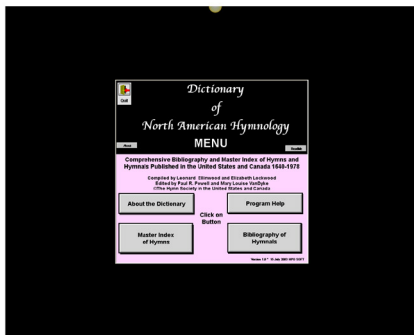 Dictionary
of
North American Hymnology
Quit
MENU
About
Comprehensive Bibliography and Master Index of Hymns and
Hymnals Published in the United States and Canada 1640-1978
Compiled by Leonard Ellinwood and Elizabeth Lockwood
Edited by Paul R. Powell and Mary Louise VanDyke
©The Hymn Society in the United States and Canada
About the Dictionary
Program Help
Click on
Button
Master Index
of Hymns
Bibliography of
Hymnals